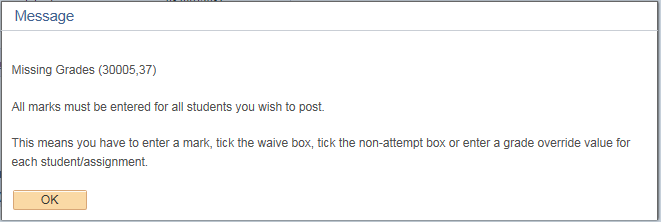 Message
Missing Grades (30005,37)
All marks must be entered for all students you wish to post.
This means you have to enter a mark, tick the waive box, tick the non-attempt box or enter a grade override value for
each student/assignment.
OK